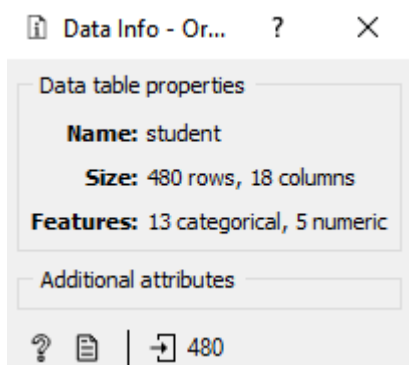 Data Info - Or... ? ×
Data table properties
Name: student
Size: 480 rows, 18 columns
Features: 13 categorical, 5 numeric
Additional attributes
? 480